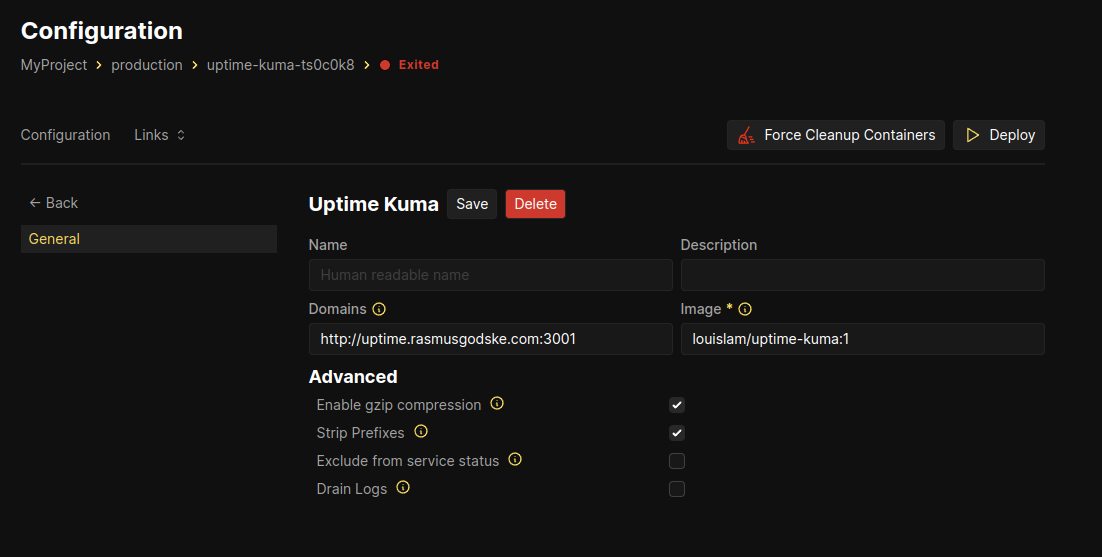 Configuration
MyProject > production > uptime-kuma-ts0c0k8 > Exited
Configuration Links Force Cleanup Containers Deploy
← Back
General
Uptime Kuma Save Delete
Name Description
Human readable name
Domains Image *
http://uptime.rasmusgodske.com:3001 louislam/uptime-kuma:1
Advanced
Enable gzip compression
Strip Prefixes
Exclude from service status
Drain Logs